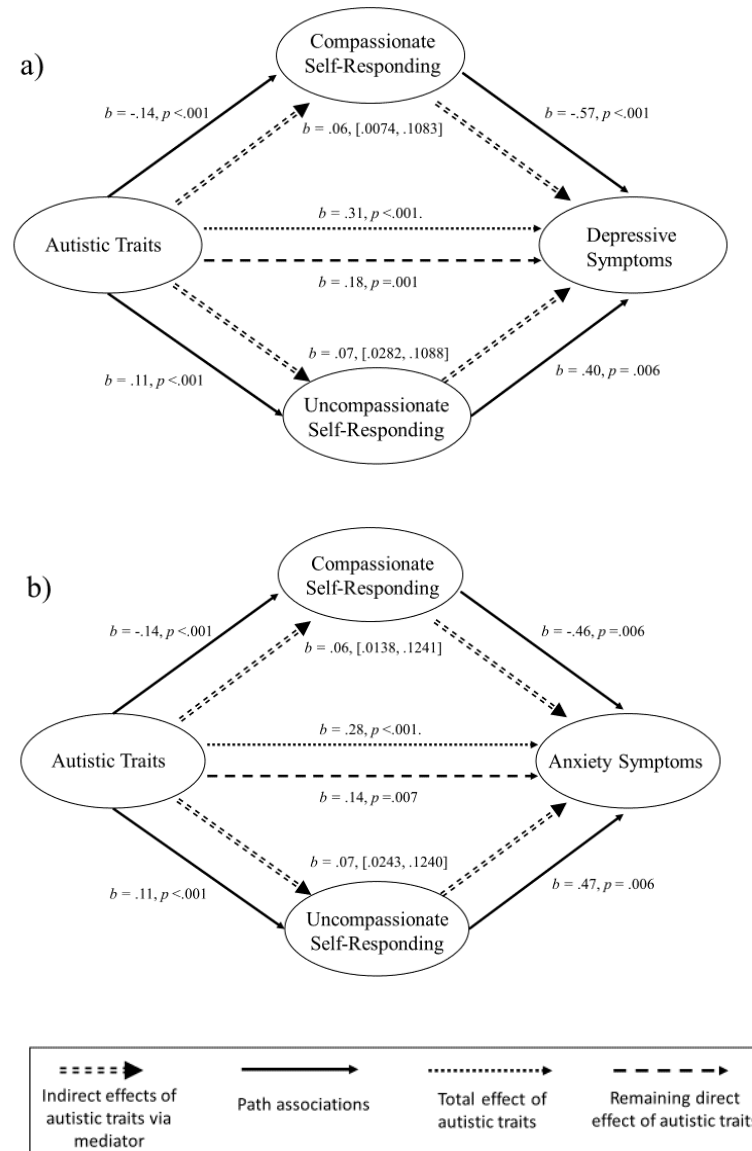 a)
Compassionate
Self-Responding
b = -.14, p <.001
b = -.57, p <.001
b = .06, [.0074, .1083]
b = .31, p <.001.
Autistic Traits
Depressive
Symptoms
b = .18, p =.001
b = .07, [.0282, .1088]
b = .11, p <.001
b = .40, p = .006
Uncompassionate
Self-Responding
b)
Compassionate
Self-Responding
b = -.14, p <.001
b = -.46, p =.006
b = .06, [.0138, .1241]
b = .28, p <.001.
Autistic Traits
Anxiety Symptoms
b = .14, p =.007
b = .07, [.0243, .1240]
b = .11, p <.001
b = .47, p = .006
Uncompassionate
Self-Responding
Indirect effects of
autistic traits via
mediator
Path associations
Total effect of
autistic traits
Remaining direct
effect of autistic traits